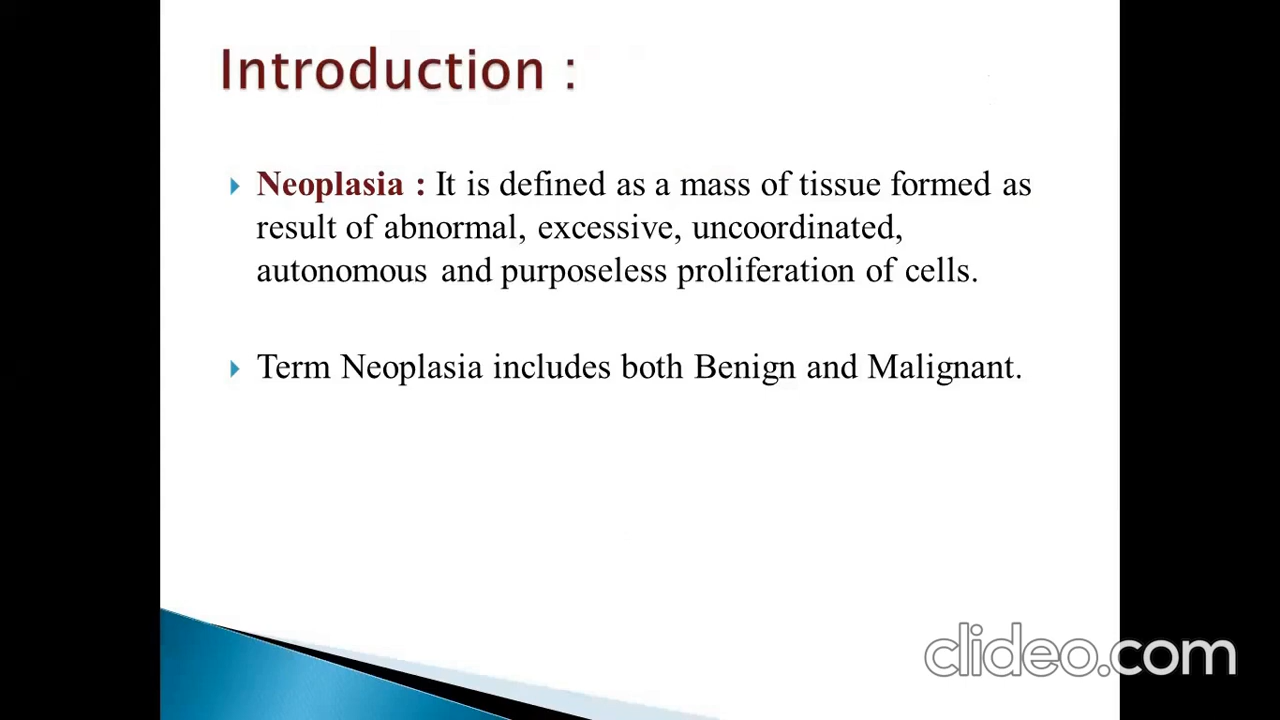 Introduction :
Neoplasia : It is defined as a mass of tissue formed as
result of abnormal, excessive, uncoordinated,
autonomous and purposeless proliferation of cells.
Term Neoplasia includes both Benign and Malignant.
clideo.com